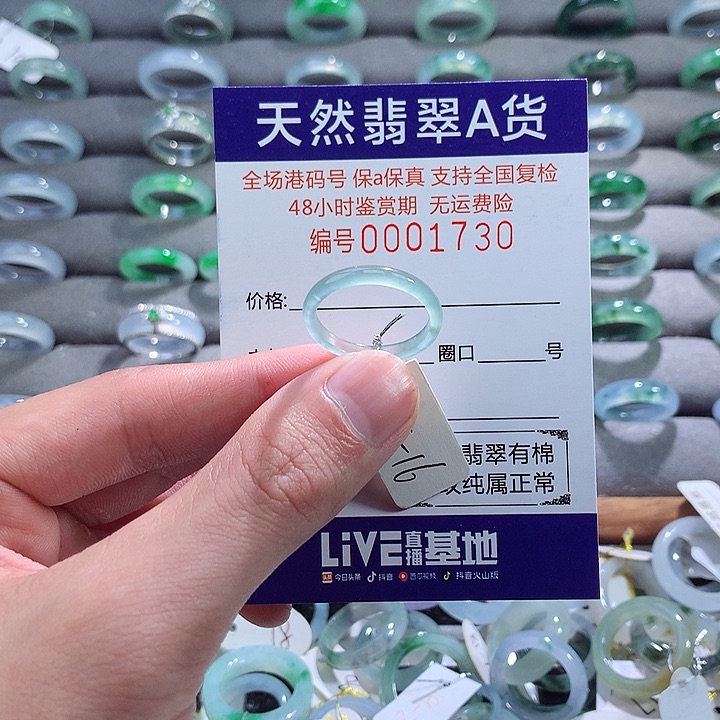 天然翡翠A货
全场港码号 保a保真 支持全国复检
48小时鉴赏期 无运费险
编号0001730
价格:
圈口 号
翡翠有棉
纯属正常
LiVE直播基地
头条 今日头条 抖音 西瓜视频 抖音火山版